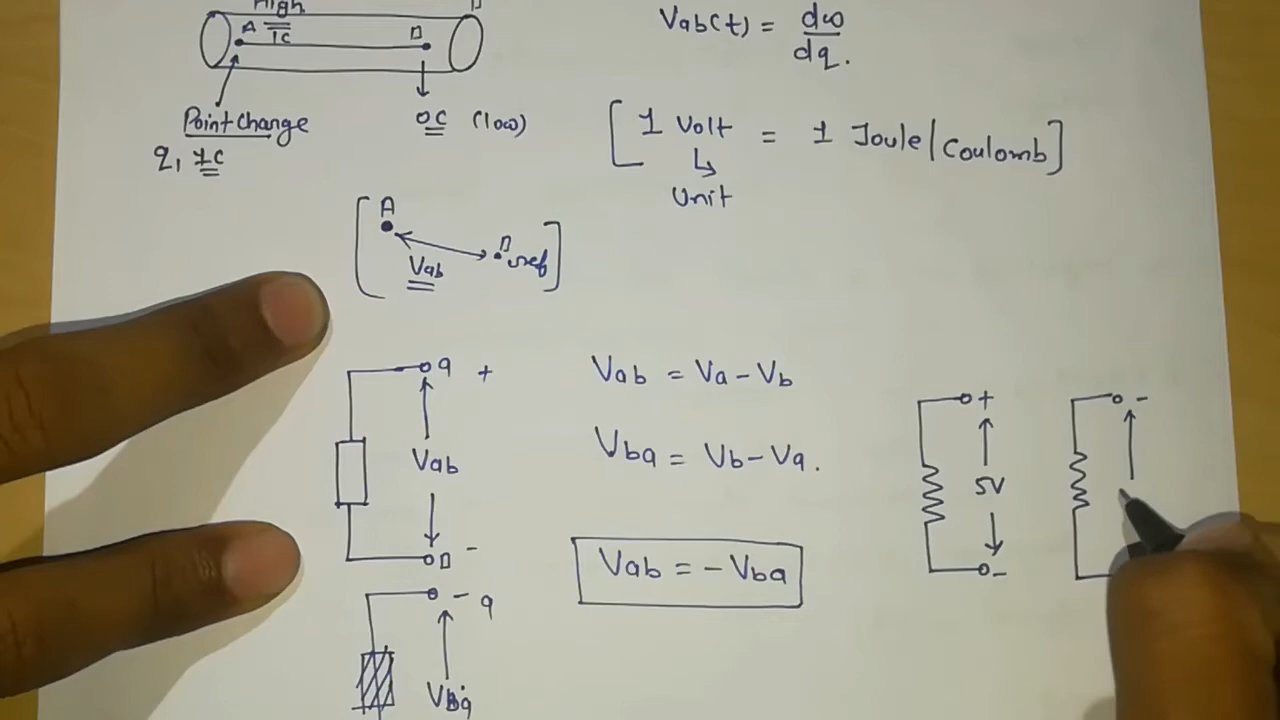 High
A 1C
Point Charge
q, 1C
0C (low)
Vab(t) = dw/dq.
[1 Volt = 1 Joule/Coulomb]
↳ Unit
A
Vab
ref
a +
Vab
-
Vab = Va - Vb
Vba = Vb - Va.
Vab = - Vba
- a
Vba
+
5V
-
-